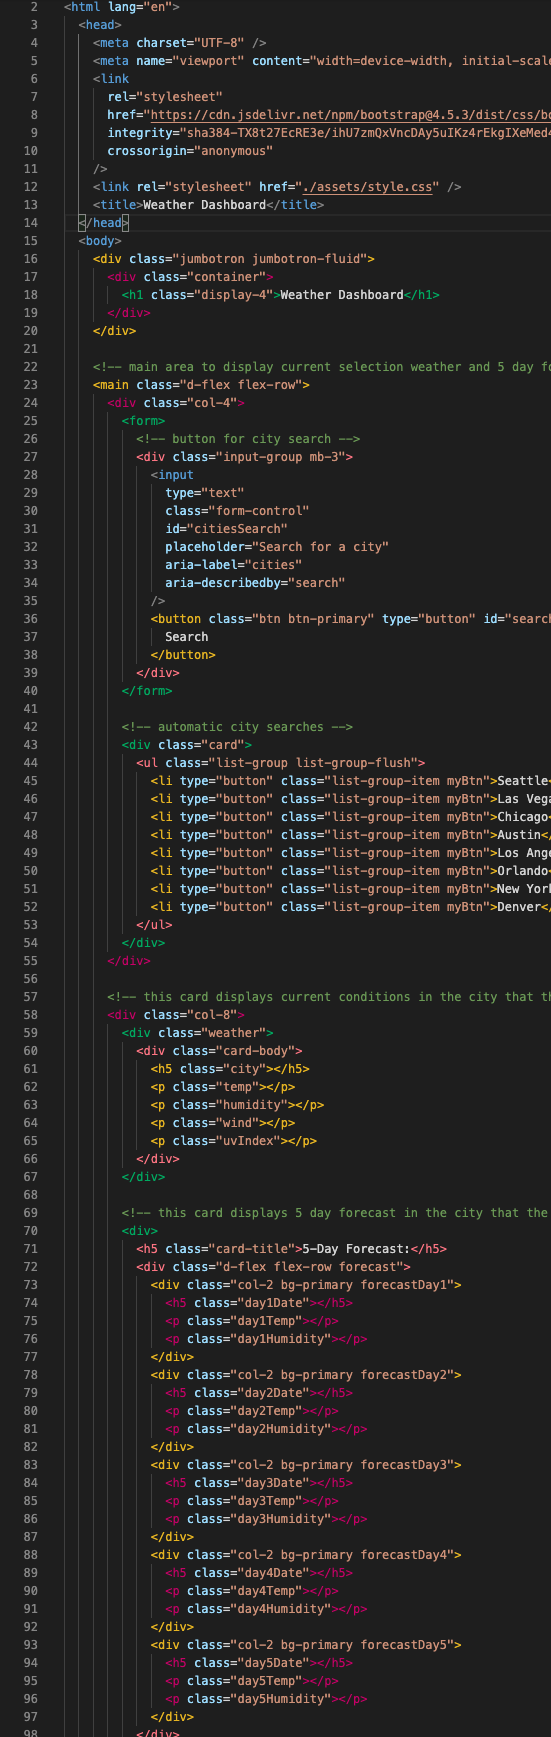 2 <html lang="en">
3 <head>
4 <meta charset="UTF-8" />
5 <meta name="viewport" content="width=device-width,
6 <link
7 rel="stylesheet"
8 href="https://cdn.jsdelivr.net/npm/bootstrap@4.5.3/dist/css/
9 integrity="
10 crossorigin="anonymous"
11 />
12 <link rel="stylesheet" href="./assets/style.css" />
13 <title>Weather Dashboard</title>
14 </head>
15 <body>
16 <div class="jumbotron jumbotron-fluid">
17 <div class="container">
18 <h1 class="display-4">Weather Dashboard</h1>
19 </div>
20 </div>
21
22 <!-- main area to display current selection weather and 5 day
23 <main class="d-flex flex-row">
24 <div class="col-4">
25 <form>
26 <!-- button for city search -->
27 <div class="input-group mb-3">
28 <input
29 type="text"
30 class="form-control"
31 id="citiesSearch"
32 placeholder="Search for a city"
33 aria-label="cities"
34 aria-describedby="search"
35 />
36 <button class="btn btn-primary" type="button" id="search
37 Search
38 </button>
39 </div>
40 </form>
41
42 <!-- automatic city searches -->
43 <div class="card">
44 <ul class="list-group list-group-flush">
45 <li type="button" class="list-group-item myBtn">Seattle<
46 <li type="button" class="list-group-item myBtn">Las
47 <li type="button" class="list-group-item myBtn">Chicago<
48 <li type="button" class="list-group-item myBtn">Austin</
49 <li type="button" class="list-group-item myBtn">Los
50 <li type="button" class="list-group-item myBtn">Orlando<
51 <li type="button" class="list-group-item myBtn">New
52 <li type="button" class="list-group-item myBtn">Denver</
53 </ul>
54 </div>
55 </div>
56
57 <!-- this card displays current conditions in the city that
58 <div class="col-8">
59 <div class="weather">
60 <div class="card-body">
61 <h5 class="city"></h5>
62 <p class="temp"></p>
63 <p class="humidity"></p>
64 <p class="wind"></p>
65 <p class="uvIndex"></p>
66 </div>
67 </div>
68
69 <!-- this card displays 5 day forecast in the city that the
70 <div>
71 <h5 class="card-title">5-Day Forecast:</h5>
72 <div class="d-flex flex-row forecast">
73 <div class="col-2 bg-primary forecastDay1">
74 <h5 class="day1Date"></h5>
75 <p class="day1Temp"></p>
76 <p class="day1Humidity"></p>
77 </div>
78 <div class="col-2 bg-primary forecastDay2">
79 <h5 class="day2Date"></h5>
80 <p class="day2Temp"></p>
81 <p class="day2Humidity"></p>
82 </div>
83 <div class="col-2 bg-primary forecastDay3">
84 <h5 class="day3Date"></h5>
85 <p class="day3Temp"></p>
86 <p class="day3Humidity"></p>
87 </div>
88 <div class="col-2 bg-primary forecastDay4">
89 <h5 class="day4Date"></h5>
90 <p class="day4Temp"></p>
91 <p class="day4Humidity"></p>
92 </div>
93 <div class="col-2 bg-primary forecastDay5">
94 <h5 class="day5Date"></h5>
95 <p class="day5Temp"></p>
96 <p class="day5Humidity"></p>
97 </div>
98 </div>